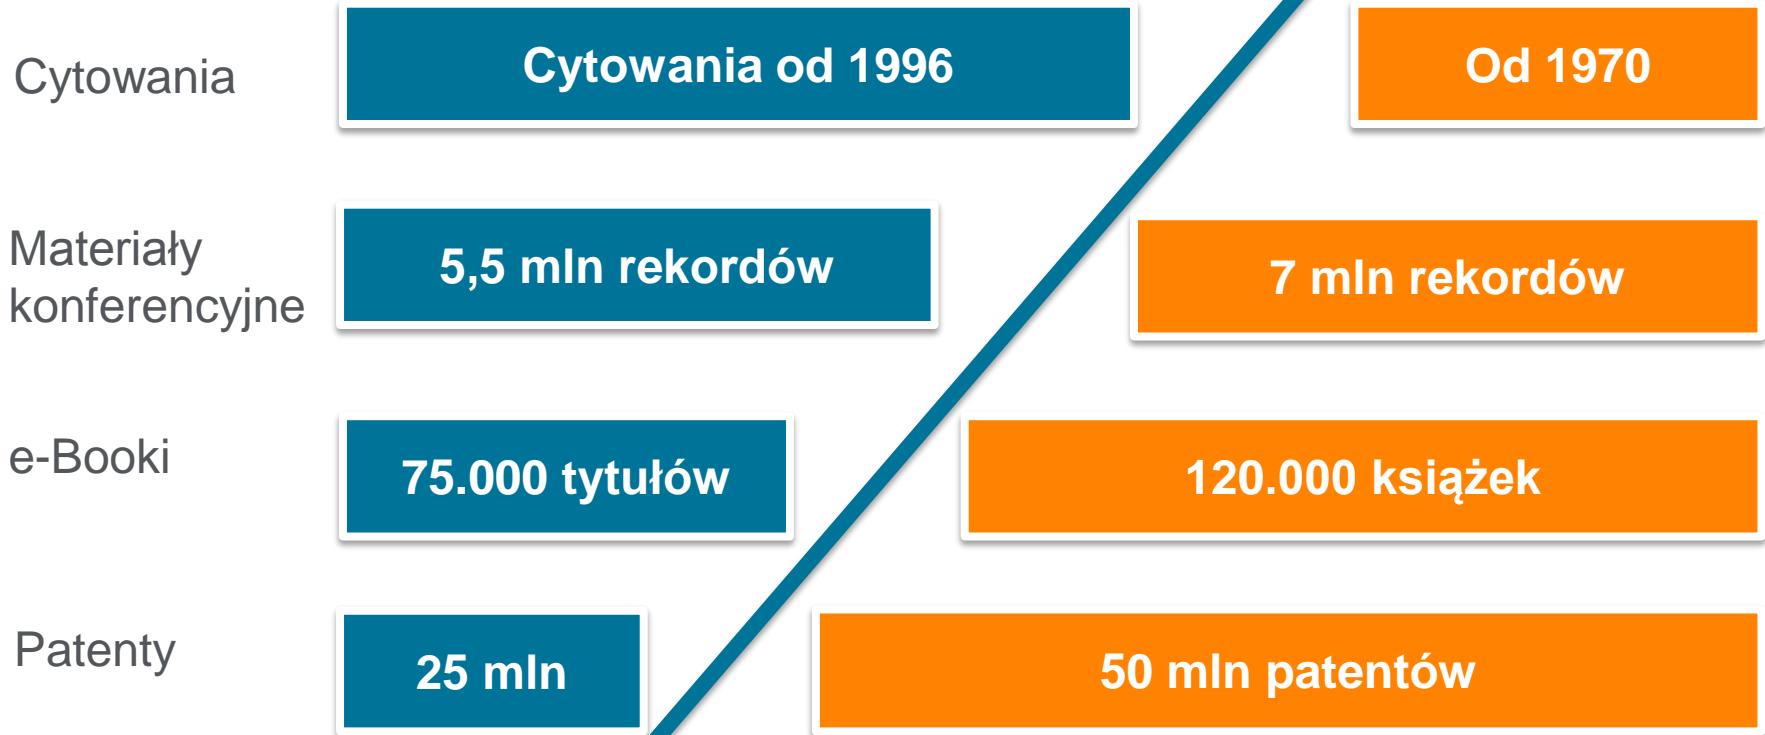 Cytowania
Cytowania od 1996
Od 1970
Materiały
konferencyjne
5,5 mln rekordów
7 mln rekordów
e-Booki
75.000 tytułów
120.000 książek
Patenty
25 mln
50 mln patentów